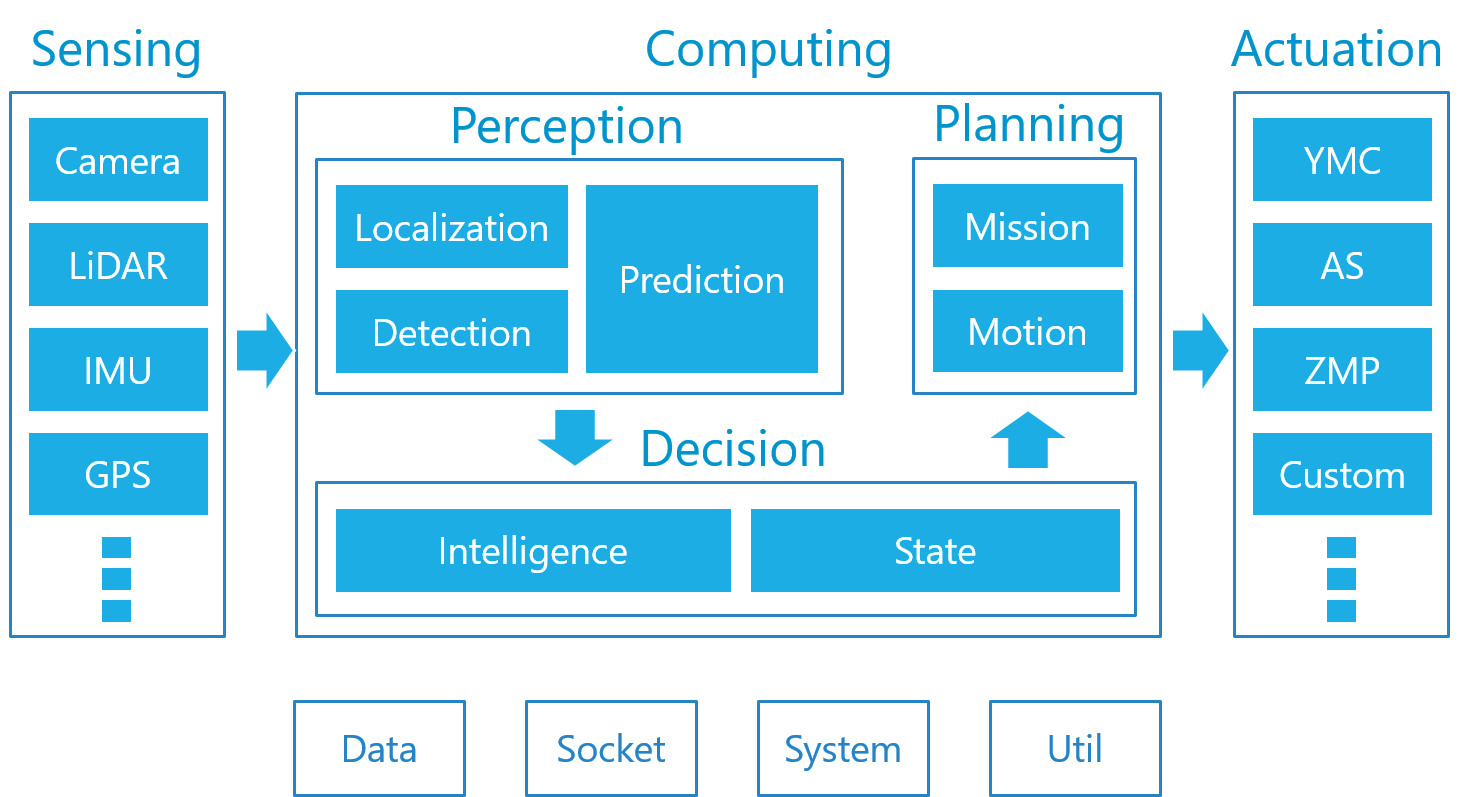 Sensing
Camera
LiDAR
IMU
GPS
Computing
Perception
Localization
Detection
Prediction
Planning
Mission
Motion
Decision
Intelligence
State
Actuation
YMC
AS
ZMP
Custom
Data
Socket
System
Util